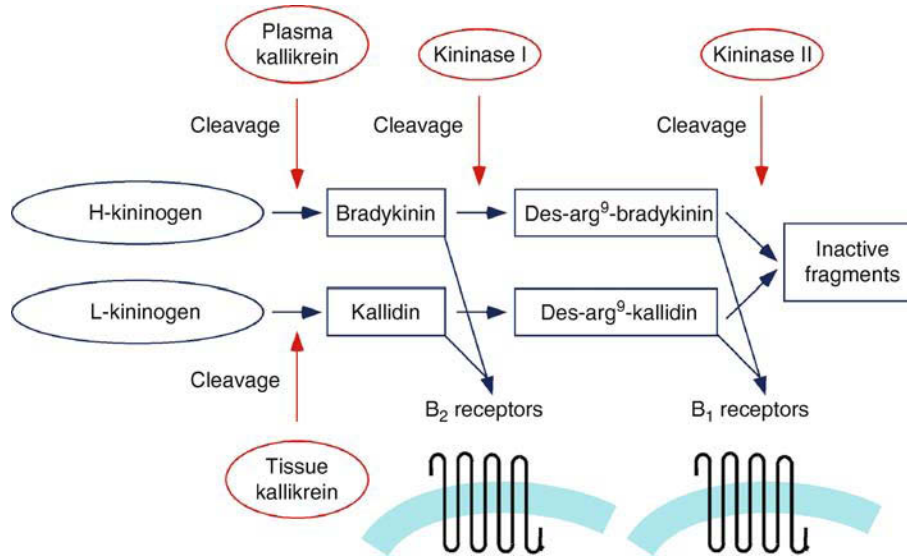 Plasma
kallikrein
Kininase I
Kininase II
Cleavage
Cleavage
Cleavage
H-kininogen
Bradykinin
Des-arg⁹-bradykinin
Inactive
fragments
L-kininogen
Kallidin
Des-arg⁹-kallidin
Cleavage
B₂ receptors
B₁ receptors
Tissue
kallikrein